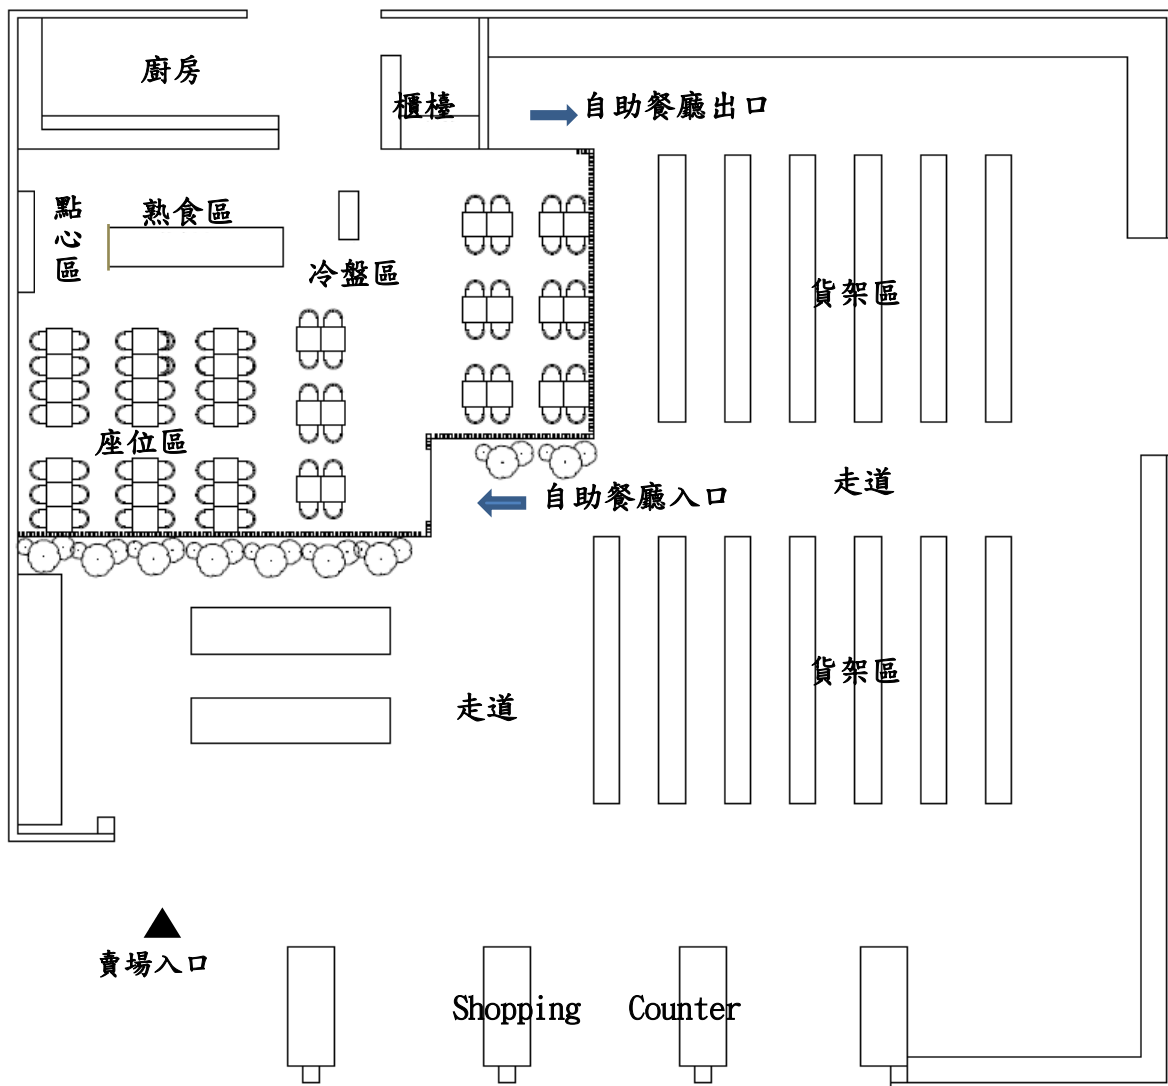 廚房
櫃檯
自助餐廳出口
點心區
熟食區
冷盤區
貨架區
座位區
自助餐廳入口
走道
貨架區
走道
賣場入口
Shopping Counter